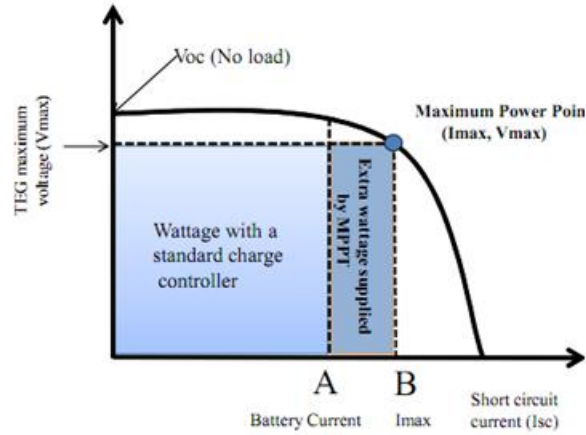 Voc (No load)
Maximum Power Poin
(Imax, Vmax)
TEG maximum
voltage (Vmax)
Wattage with a
standard charge
controller
Extra wattage supplied
by MPPT
A
B
Battery Current
Imax
Short circuit
current (Isc)